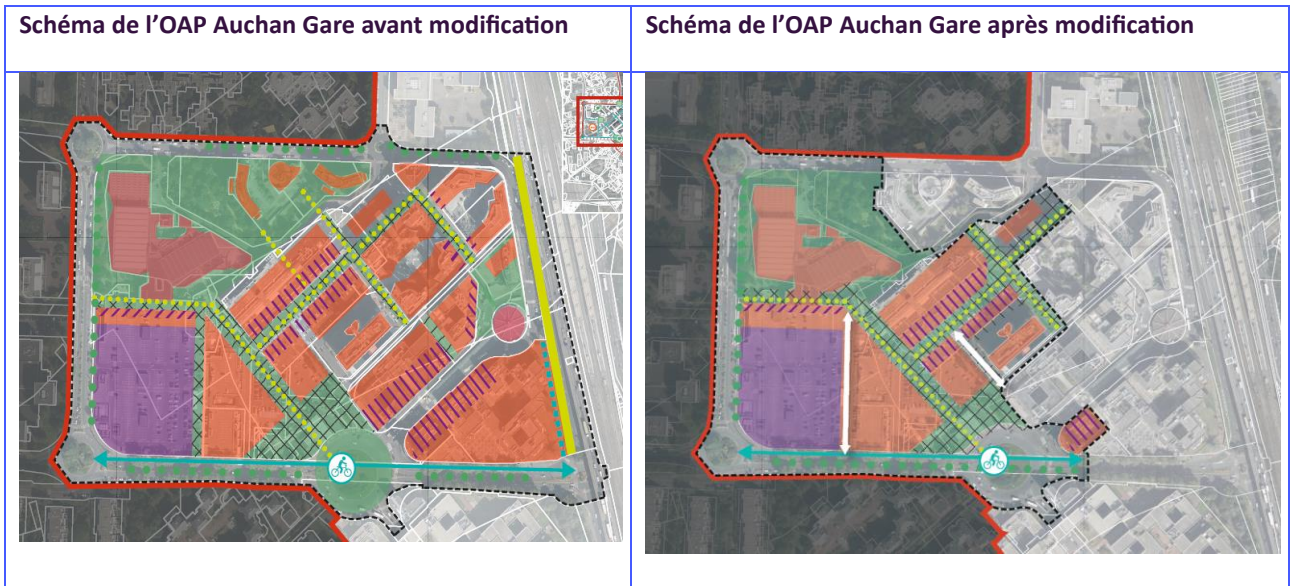 Schéma de l’OAP Auchan Gare avant modification
Schéma de l’OAP Auchan Gare après modification